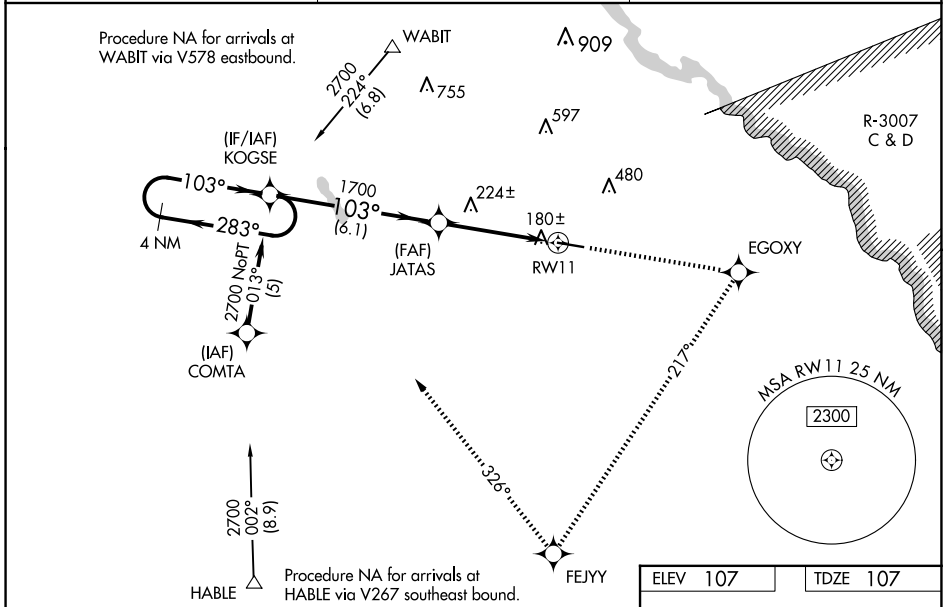 Procedure NA for arrivals at
WABIT via V578 eastbound.
WABIT
2700
224°
(6.8)
909
755
597
480
R-3007
C & D
(IF/IAF)
KOGSE
103°
283°
4 NM
1700
103°
(6.1)
224±
180±
(FAF)
JATAS
RW11
EGOXY
2700 NoPT
013°
(5)
(IAF)
COMTA
217°
326°
MSA RW11 25 NM
2300
2700
002°
(8.9)
HABLE
Procedure NA for arrivals at
HABLE via V267 southeast bound.
FEJYY
ELEV 107
TDZE 107